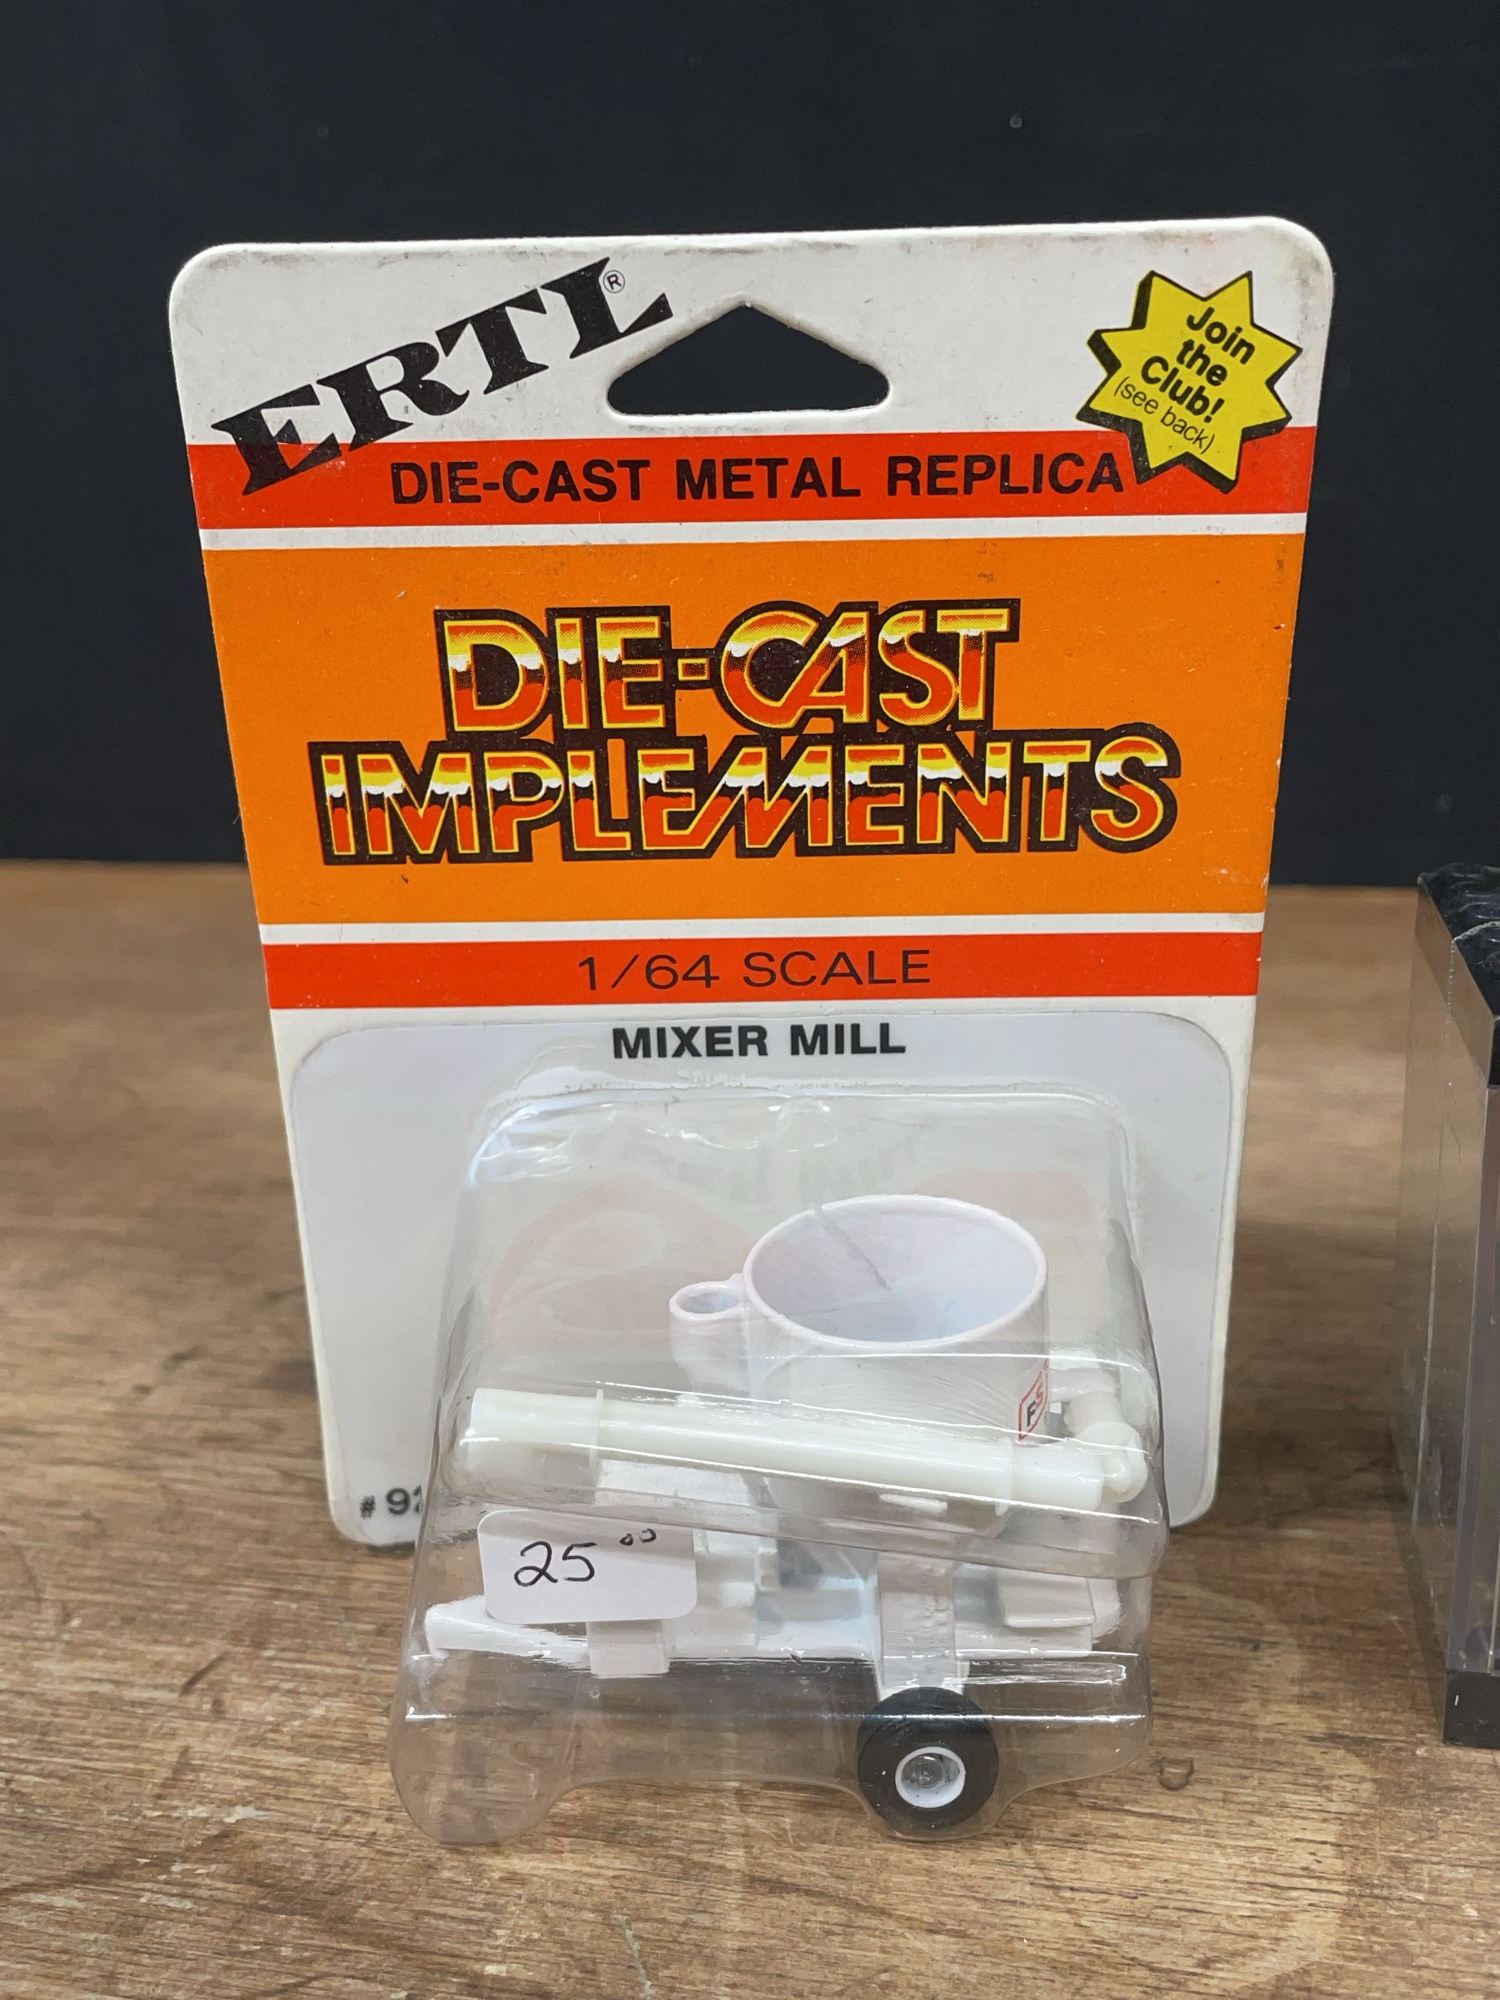 ERTL®
Join
the
Club!
(see back)
DIE-CAST METAL REPLICA
DIE-CAST
IMPLEMENTS
1/64 SCALE
MIXER MILL
25 00